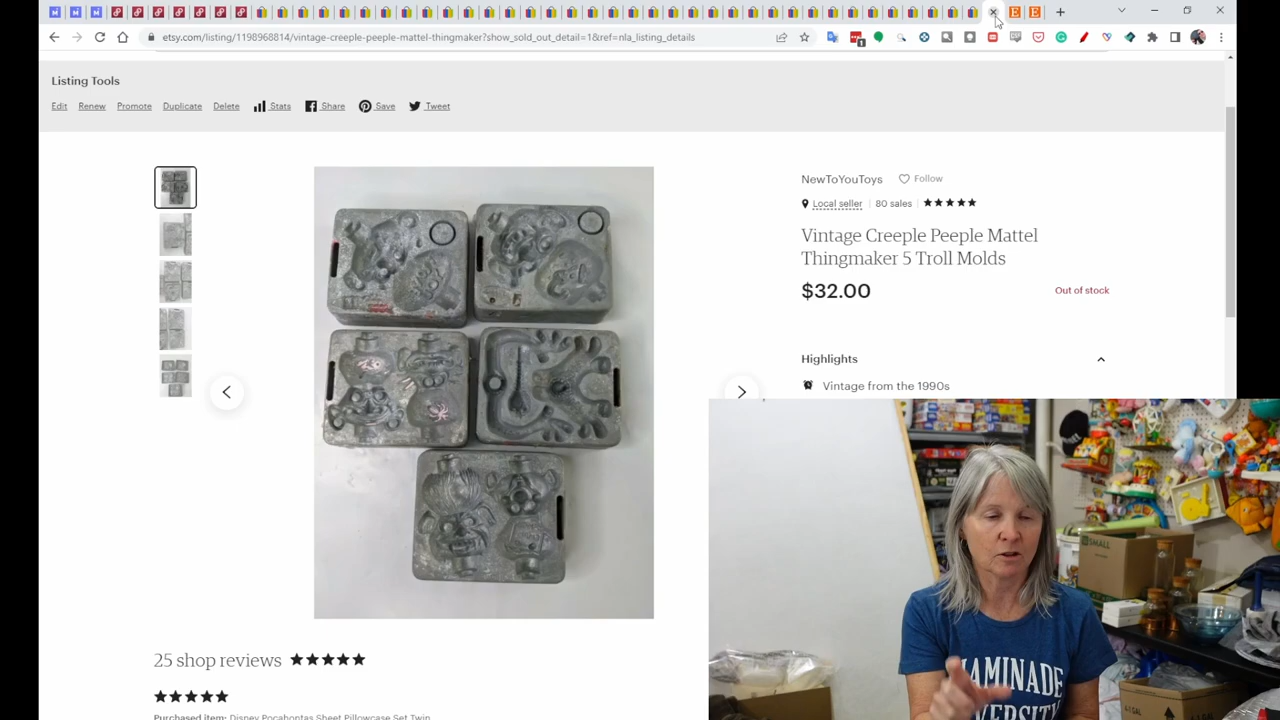 etsy.com/listing/1198968814/vintage-creeple-peeple-mattel-thingmaker?show_sold_out_detail=1&ref=nla_listing_details
Listing Tools
Edit Renew Promote Duplicate Delete Stats Share Save Tweet
NewToYouToys Follow
Local seller 80 sales
Vintage Creeple Peeple Mattel
Thingmaker 5 Troll Molds
$32.00 Out of stock
Highlights
Vintage from the 1990s
25 shop reviews
Purchased item: Disney Pocahontas Sheet Pillowcase Set Twin
SMALL